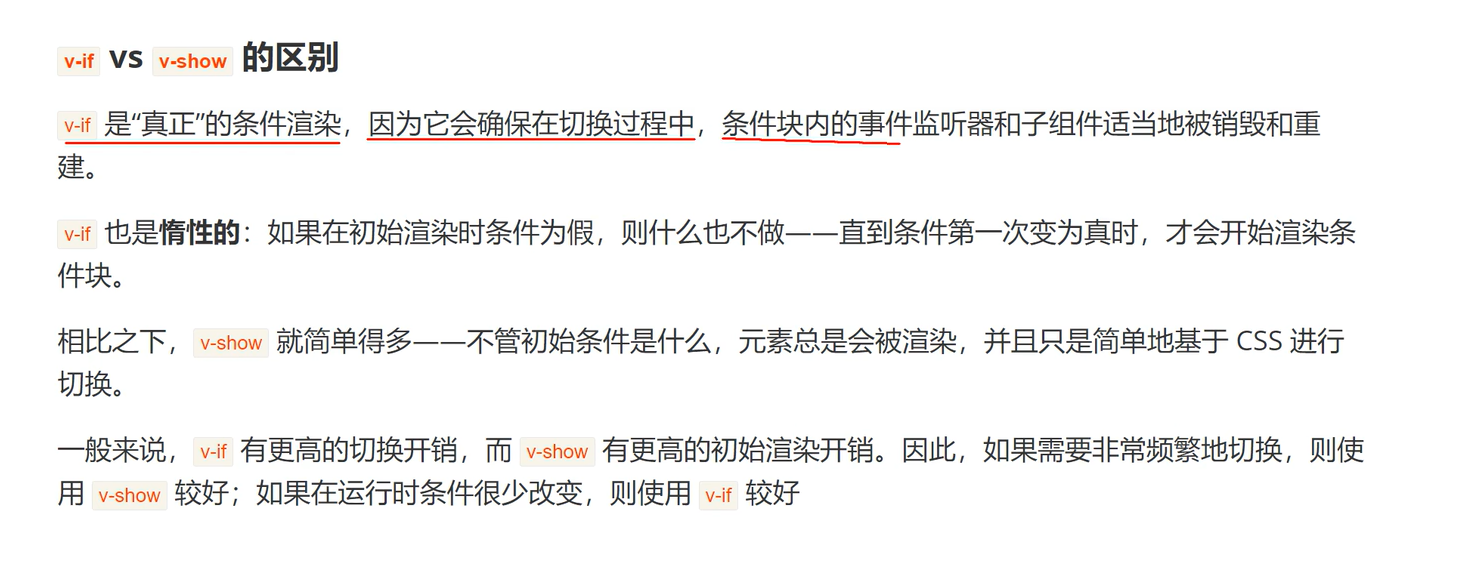 v-if vs v-show 的区别
v-if 是“真正”的条件渲染，因为它会确保在切换过程中，条件块内的事件监听器和子组件适当地被销毁和重
建。
v-if 也是惰性的：如果在初始渲染时条件为假，则什么也不做——直到条件第一次变为真时，才会开始渲染条
件块。
相比之下，v-show 就简单得多——不管初始条件是什么，元素总是会被渲染，并且只是简单地基于 CSS 进行
切换。
一般来说，v-if 有更高的切换开销，而 v-show 有更高的初始渲染开销。因此，如果需要非常频繁地切换，则使
用 v-show 较好；如果在运行时条件很少改变，则使用 v-if 较好